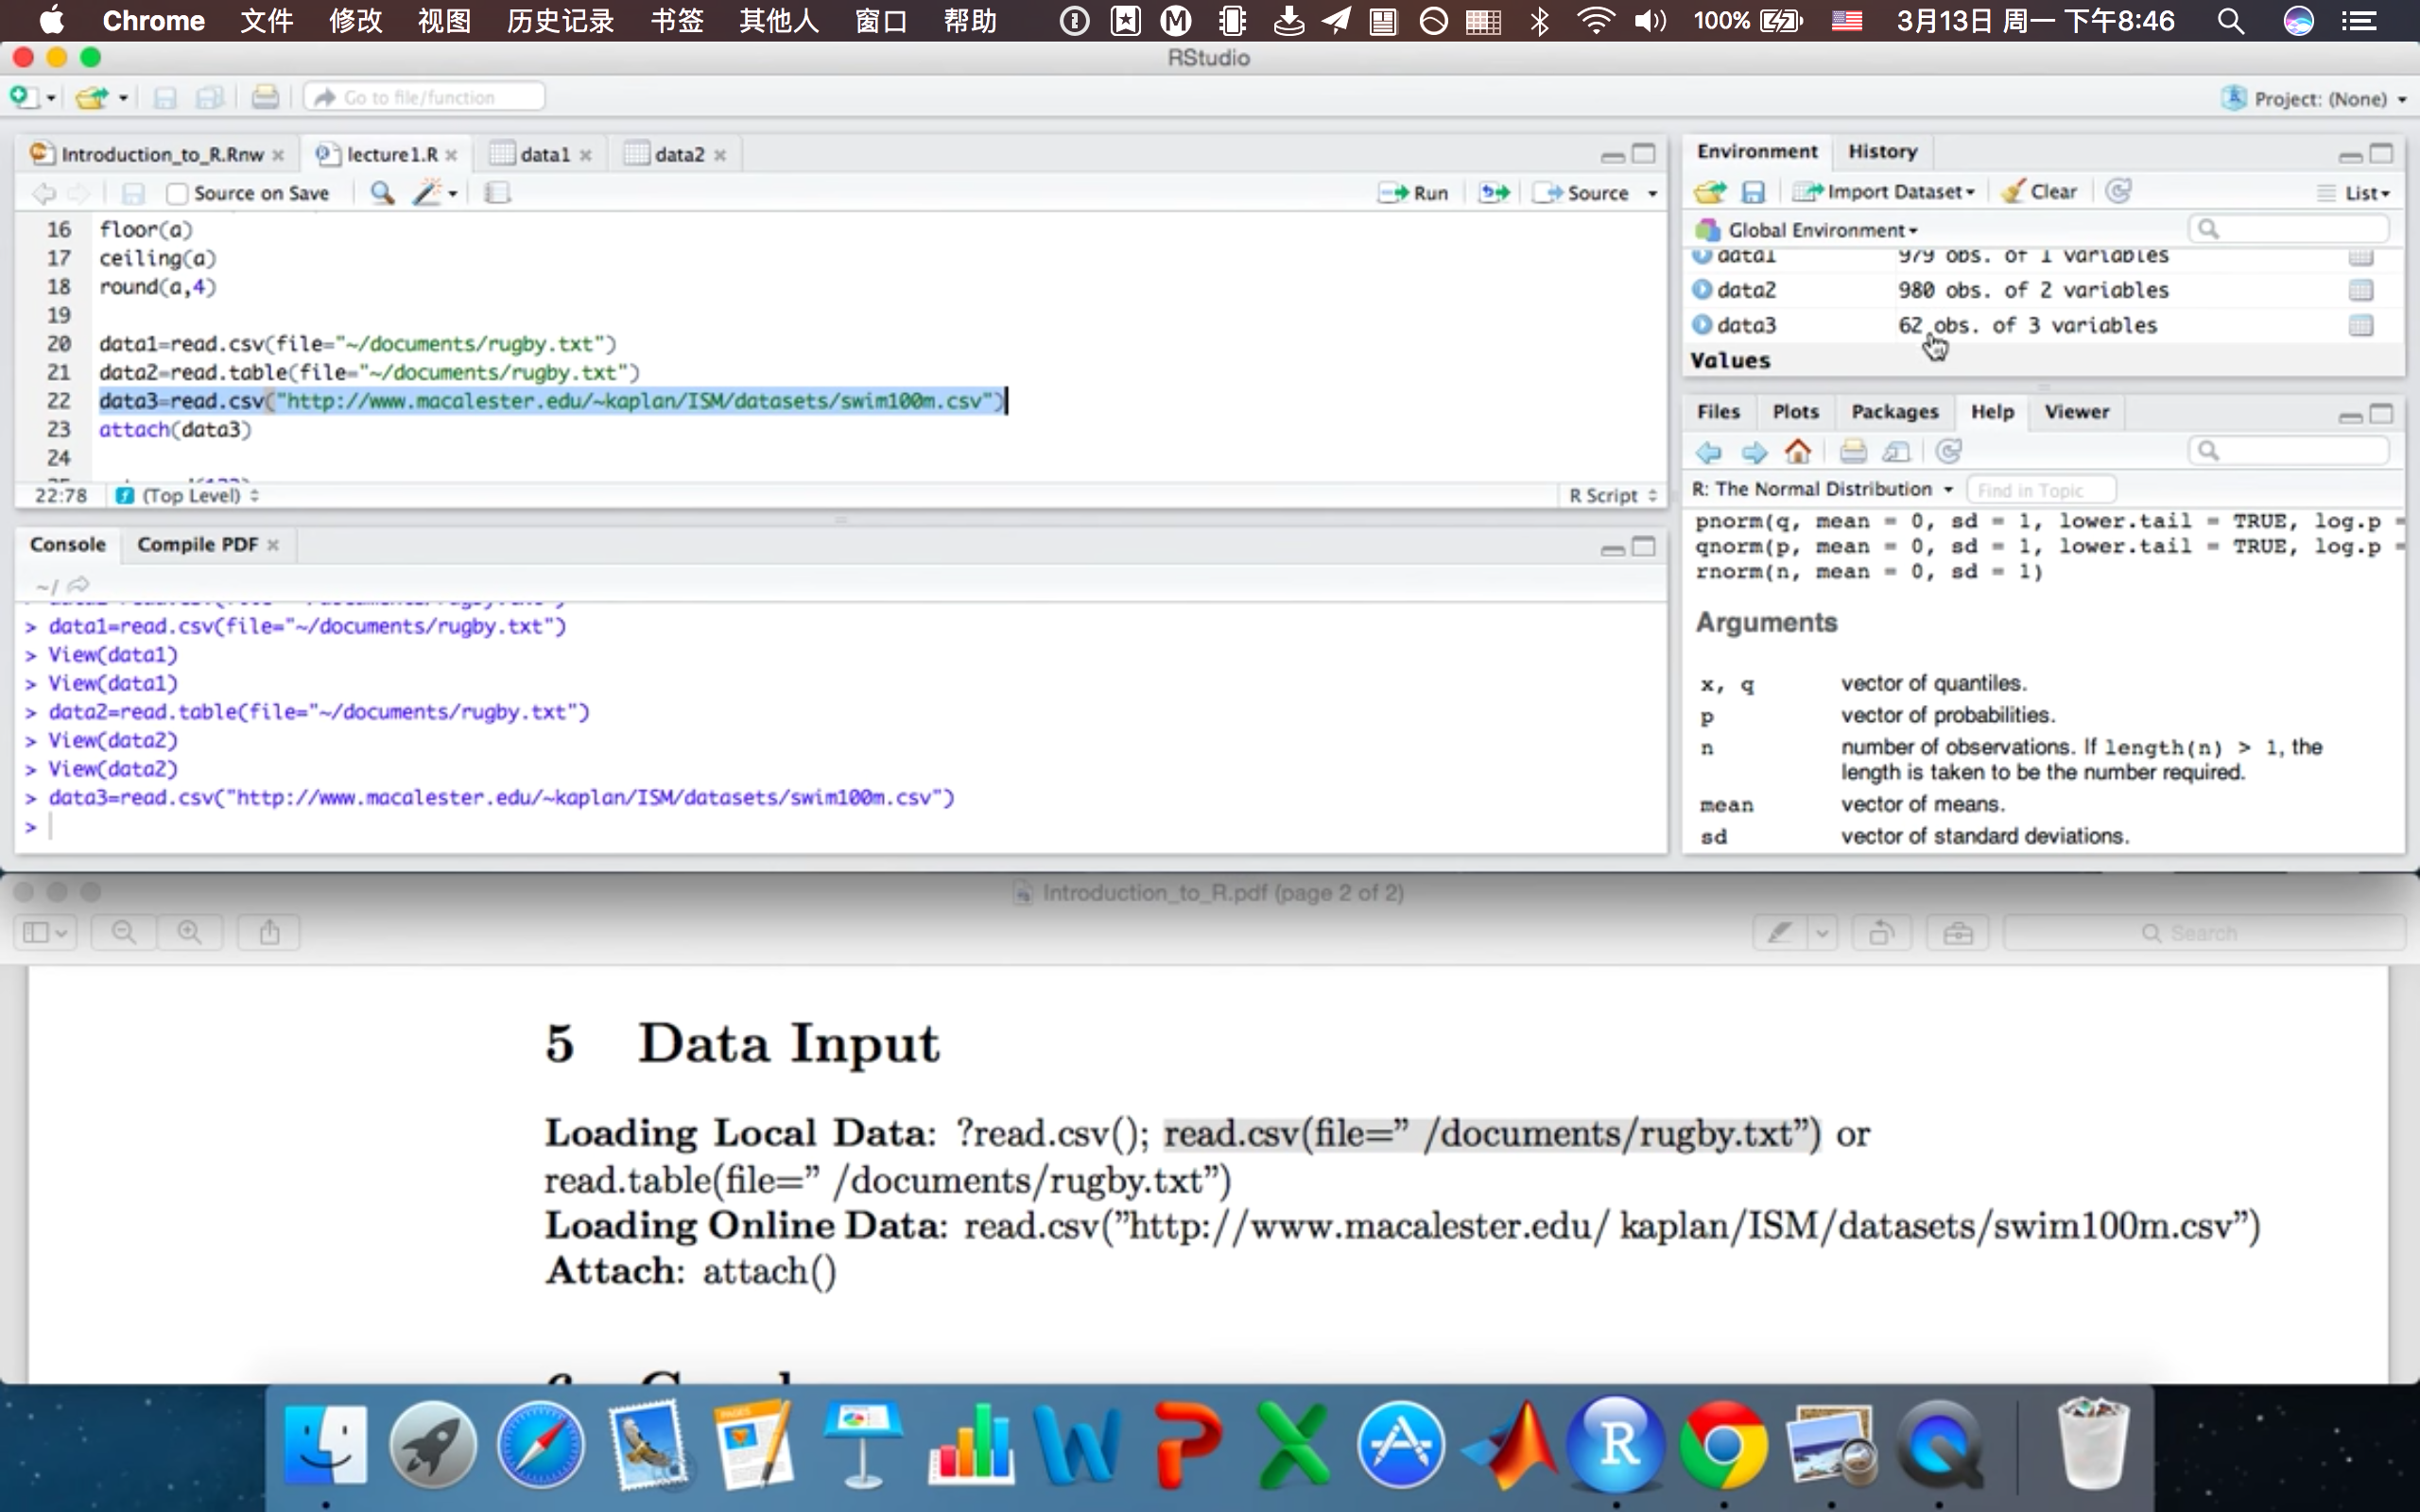 Chrome 文件 修改 视图 历史记录 书签 其他人 窗口 帮助 100% 3月13日 周一 下午8:46
RStudio
Go to file/function
Project: (None)
Introduction_to_R.Rnw lecture1.R data1 data2
Source on Save Run Source
16 floor(a)
17 ceiling(a)
18 round(a,4)
19
20 data1=read.csv(file="~/documents/rugby.txt")
21 data2=read.table(file="~/documents/rugby.txt")
22 data3=read.csv("http://www.macalester.edu/~kaplan/ISM/datasets/swim100m.csv")
23 attach(data3)
24
22:78 (Top Level) R Script
Console Compile PDF
~/
> data1=read.csv(file="~/documents/rugby.txt")
> View(data1)
> View(data1)
> data2=read.table(file="~/documents/rugby.txt")
> View(data2)
> View(data2)
> data3=read.csv("http://www.macalester.edu/~kaplan/ISM/datasets/swim100m.csv")
>
Environment History
Import Dataset Clear List
Global Environment
data1 979 obs. of 1 variables
data2 980 obs. of 2 variables
data3 62 obs. of 3 variables
Values
Files Plots Packages Help Viewer
R: The Normal Distribution Find in Topic
pnorm(q, mean = 0, sd = 1, lower.tail = TRUE, log.p =
qnorm(p, mean = 0, sd = 1, lower.tail = TRUE, log.p =
rnorm(n, mean = 0, sd = 1)
Arguments
x, q vector of quantiles.
p vector of probabilities.
n number of observations. If length(n) > 1, the
length is taken to be the number required.
mean vector of means.
sd vector of standard deviations.
Introduction_to_R.pdf (page 2 of 2)
Search
5 Data Input
Loading Local Data: ?read.csv(); read.csv(file=” /documents/rugby.txt”) or
read.table(file=” /documents/rugby.txt”)
Loading Online Data: read.csv(”http://www.macalester.edu/ kaplan/ISM/datasets/swim100m.csv”)
Attach: attach()